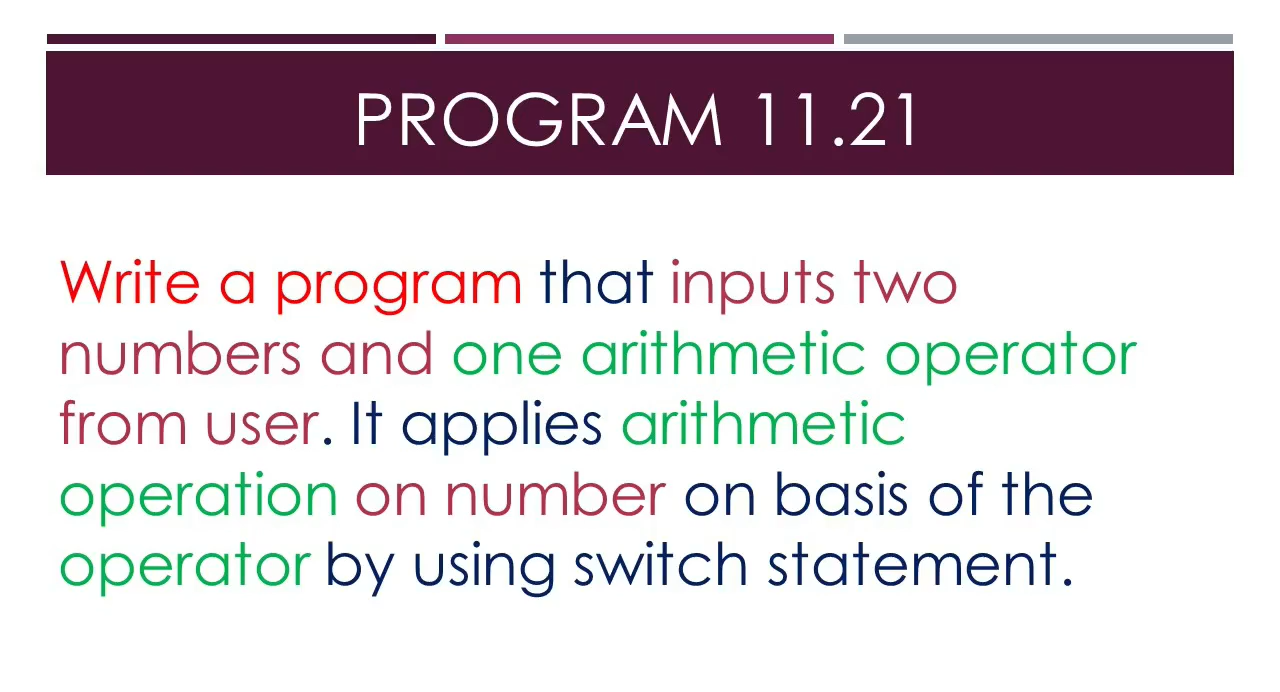 PROGRAM 11.21
Write a program that inputs two
numbers and one arithmetic operator
from user. It applies arithmetic
operation on number on basis of the
operator by using switch statement.